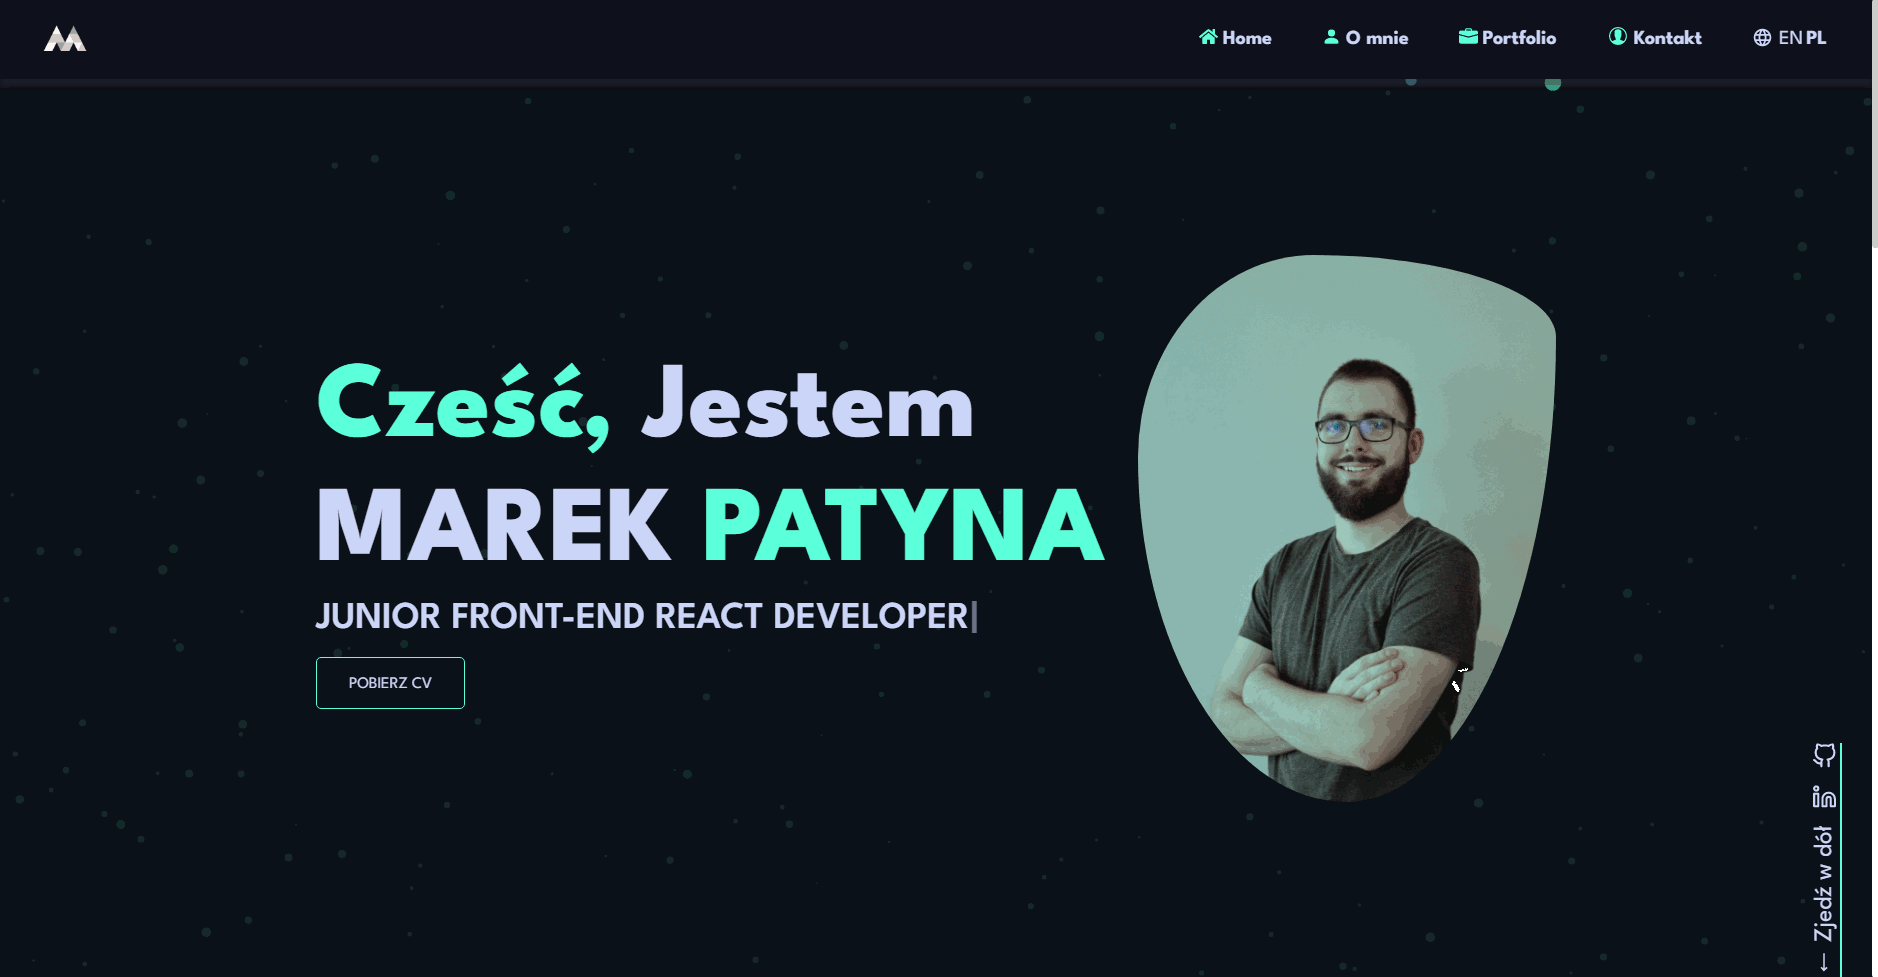 Home
O mnie
Portfolio
Kontakt
EN PL
Cześć, Jestem
MAREK PATYNA
JUNIOR FRONT-END REACT DEVELOPER|
POBIERZ CV
← Zjedź w dół